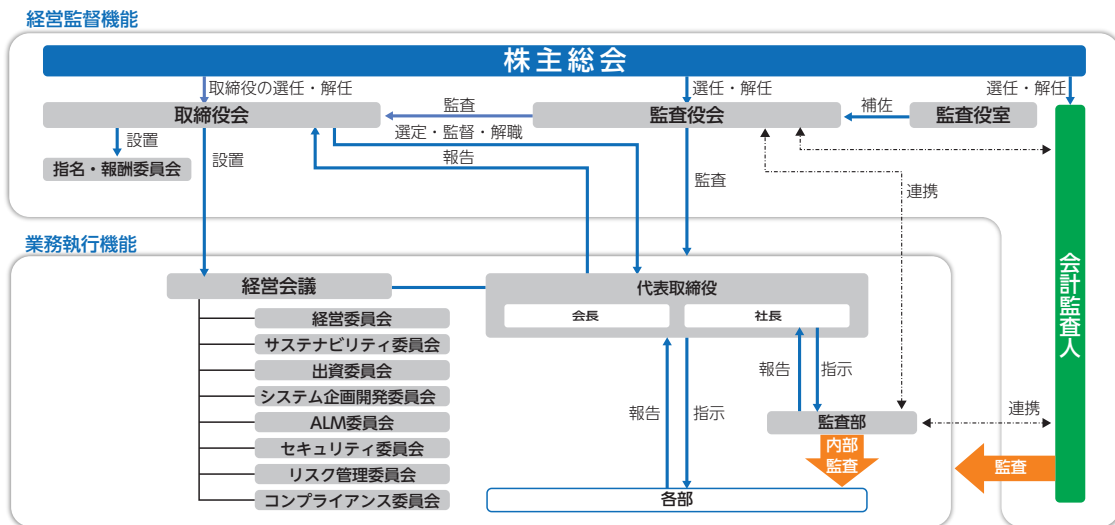 経営監督機能
株主総会
取締役の選任・解任
選任・解任
選任・解任
取締役会
監査
監査役会
補佐
監査役室
選定・監督・解職
設置
設置
報告
指名・報酬委員会
監査
連携
業務執行機能
会計監査人
経営会議
代表取締役
会長
社長
経営委員会
サステナビリティ委員会
出資委員会
システム企画開発委員会
ALM委員会
セキュリティ委員会
リスク管理委員会
コンプライアンス委員会
報告
指示
報告
指示
連携
監査部
内部
監査
監査
各部